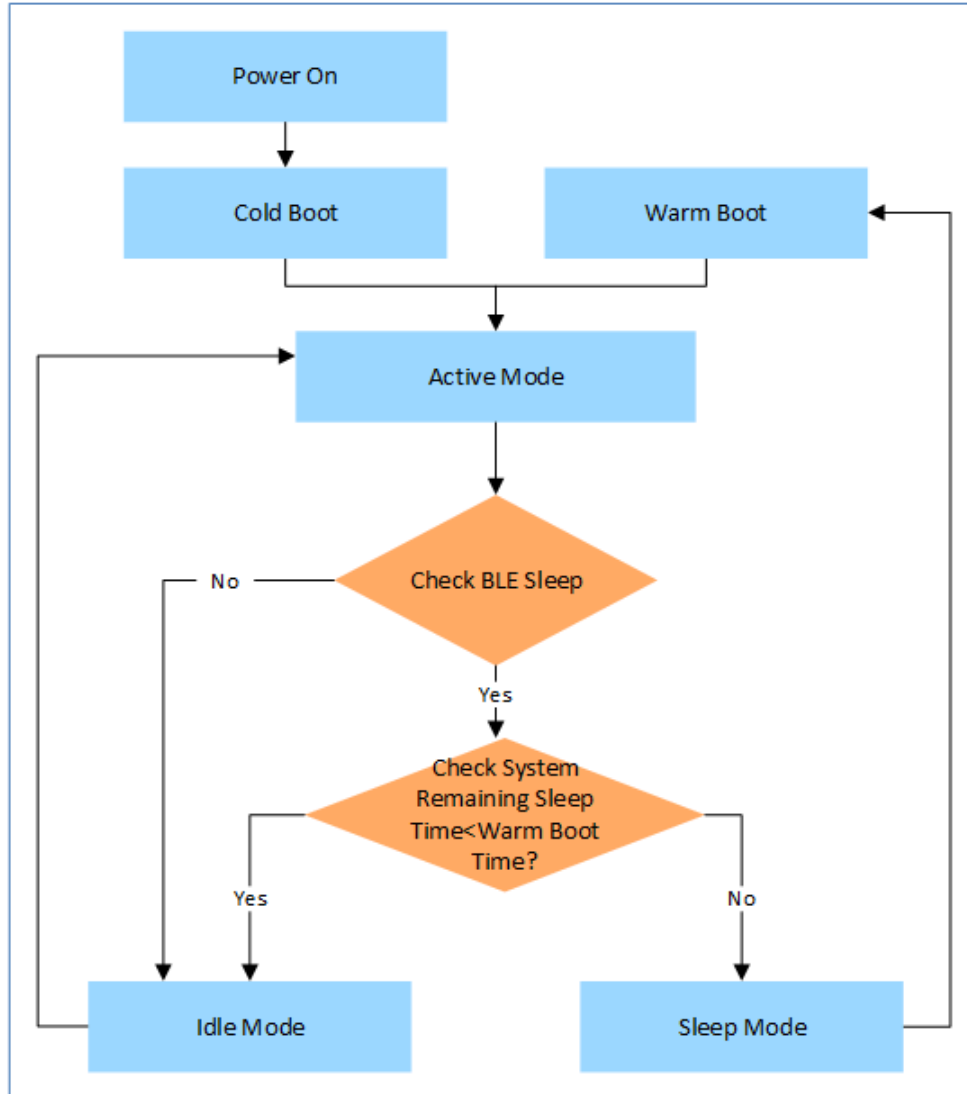 Power On
Cold Boot
Warm Boot
Active Mode
Check BLE Sleep
No
Yes
Check System
Remaining Sleep
Time<Warm Boot
Time?
Yes
No
Idle Mode
Sleep Mode